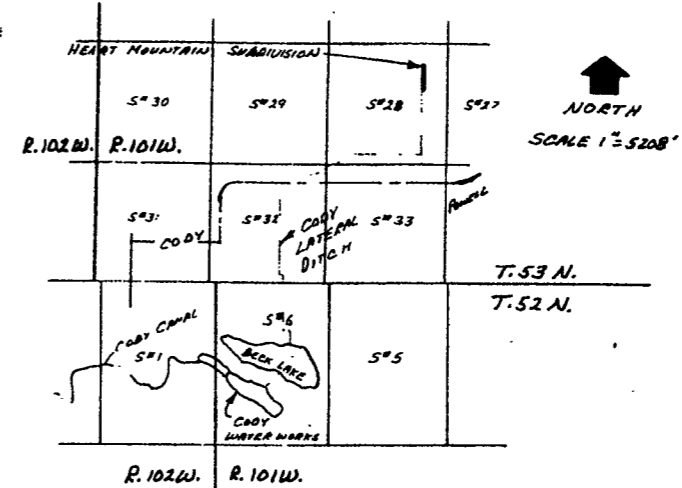 HEART MOUNTAIN SUBDIVISION
S#30 S#29 S#28 S#27
NORTH
SCALE 1"=5208'
R.102W. R.101W.
S#31 S#32 S#33
POWELL
CODY
CODY
LATERAL
DITCH
T.53 N.
T.52 N.
CODY CANAL
S#1 S#6 S#5
BECK LAKE
CODY
WATER WORKS
R.102W. R.101W.